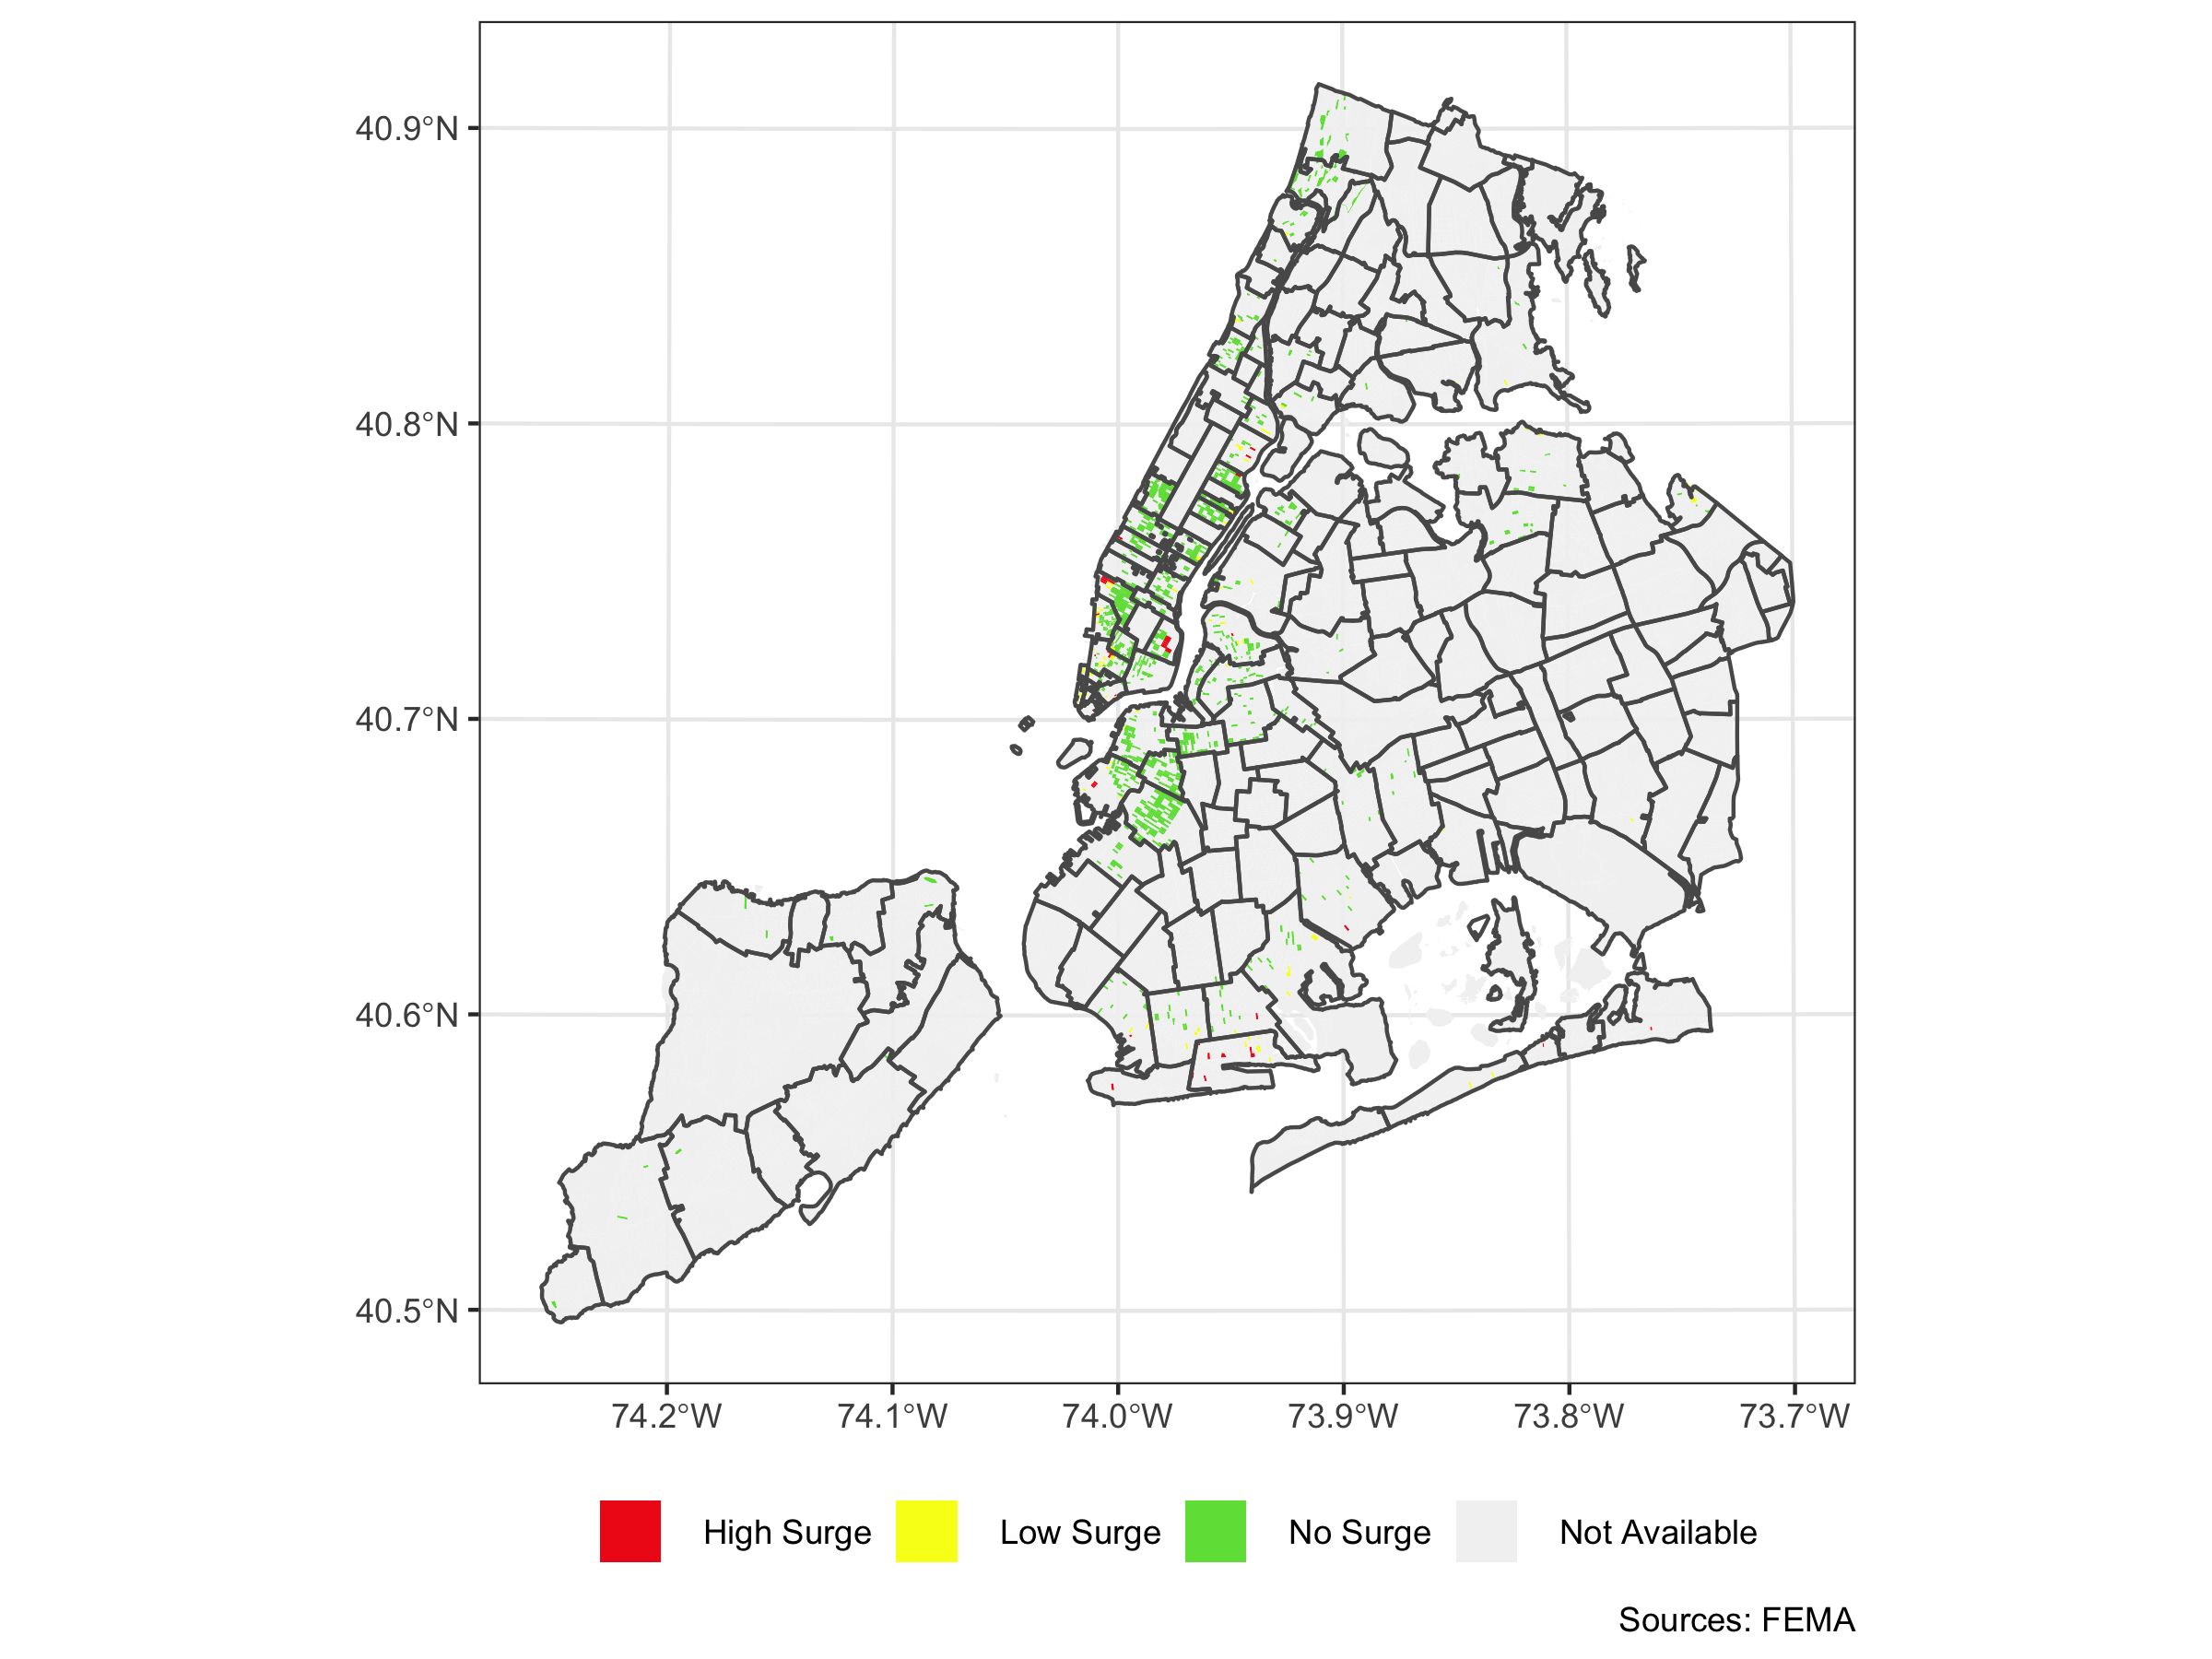 40.9°N
40.8°N
40.7°N
40.6°N
40.5°N
74.2°W 74.1°W 74.0°W 73.9°W 73.8°W 73.7°W
High Surge Low Surge No Surge Not Available
Sources: FEMA